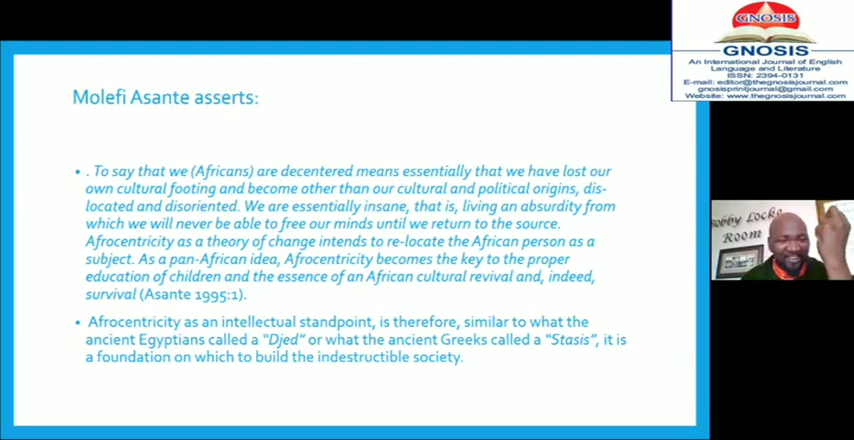 GNOSIS
GNOSIS
An International Journal of English
Language and Literature
ISSN: 2394-0131
E-mail: editor@thegnosisjournal.com
gnosisprintjournal@gmail.com
Website: www.thegnosisjournal.com
Molefi Asante asserts:
• . To say that we (Africans) are decentered means essentially that we have lost our
own cultural footing and become other than our cultural and political origins, dis-
located and disoriented. We are essentially insane, that is, living an absurdity from
which we will never be able to free our minds until we return to the source.
Afrocentricity as a theory of change intends to re-locate the African person as a
subject. As a pan-African idea, Afrocentricity becomes the key to the proper
education of children and the essence of an African cultural revival and, indeed,
survival (Asante 1995:1).
• Afrocentricity as an intellectual standpoint, is therefore, similar to what the
ancient Egyptians called a "Djed" or what the ancient Greeks called a "Stasis", it is
a foundation on which to build the indestructible society.
Bobby Locke
Room